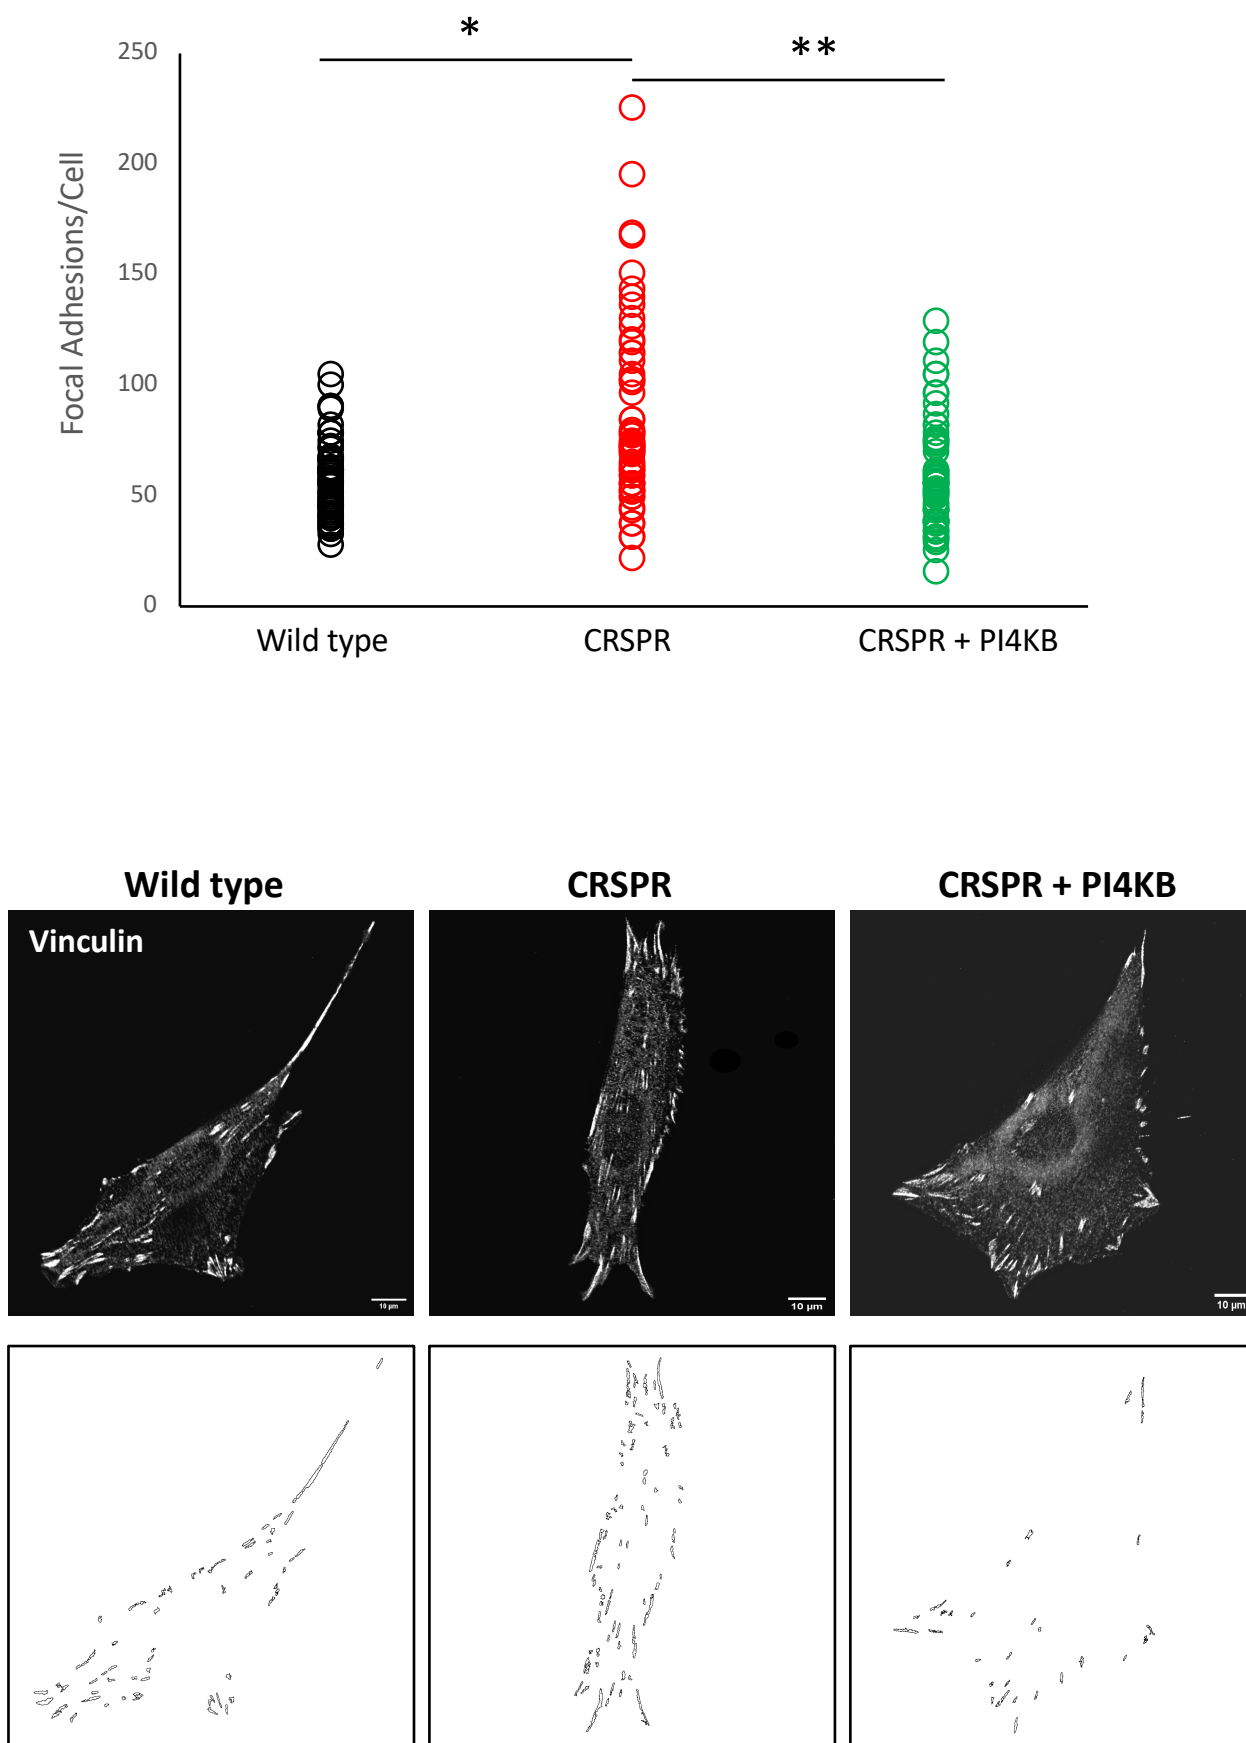 * **
250
200
150
100
50
0
Focal Adhesions/Cell
Wild type CRSPR CRSPR + PI4KB
Wild type CRSPR CRSPR + PI4KB
Vinculin
10 µm 10 µm 10 µm